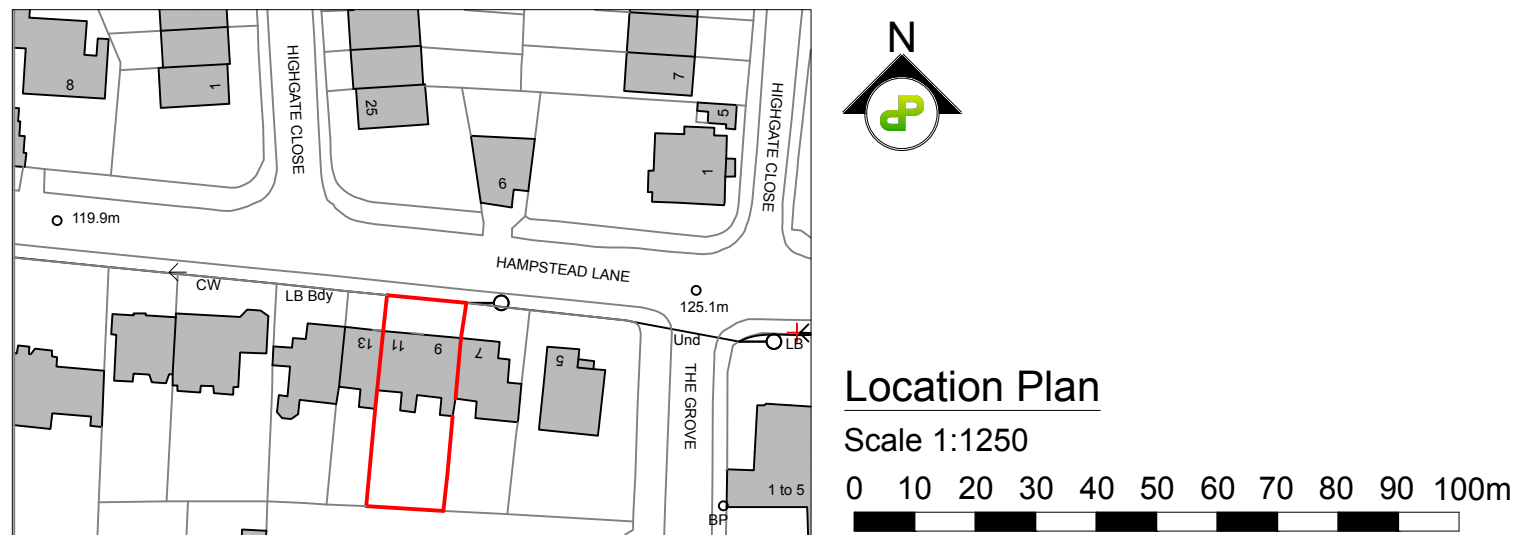 8
1
HIGHGATE CLOSE
25
7
5
HIGHGATE CLOSE
1
6
119.9m
HAMPSTEAD LANE
CW
LB Bdy
125.1m
Und
LB
13
11
9
7
5
THE GROVE
1 to 5
BP
N
dP
Location Plan
Scale 1:1250
0 10 20 30 40 50 60 70 80 90 100m